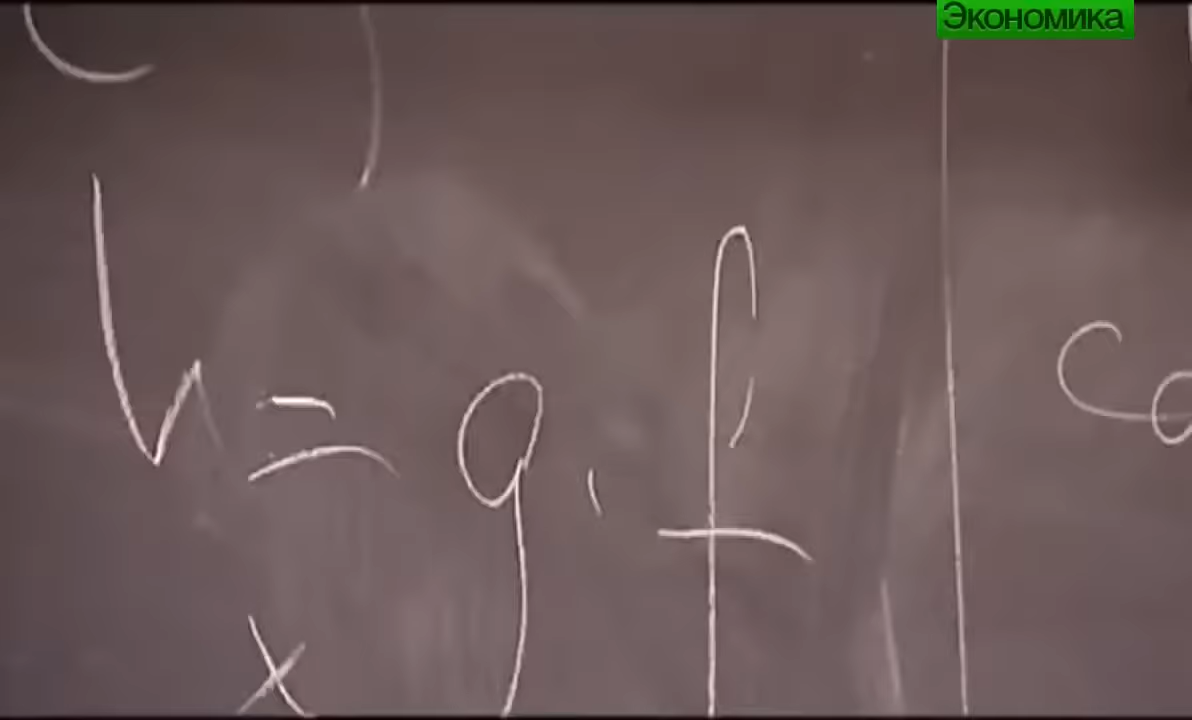 Экономика
h = g · f
x